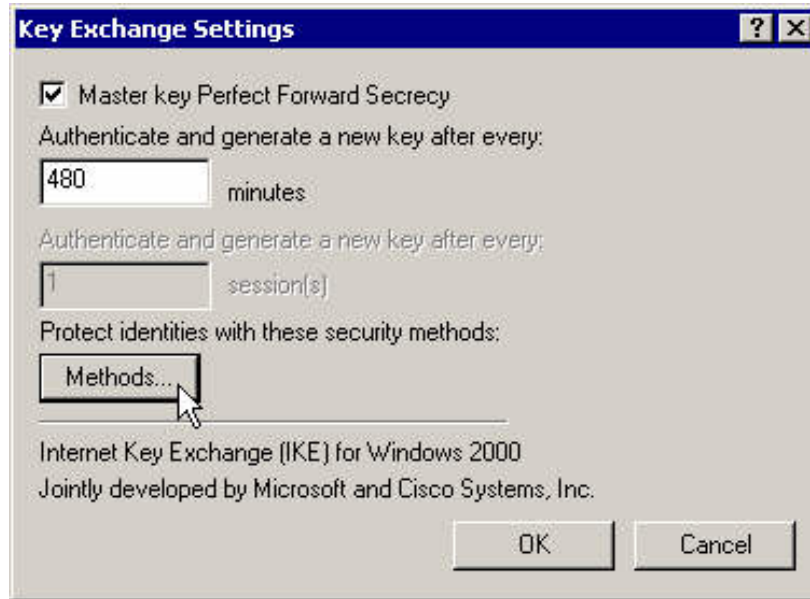 Key Exchange Settings
Master key Perfect Forward Secrecy
Authenticate and generate a new key after every:
480 minutes
Authenticate and generate a new key after every:
1 session(s)
Protect identities with these security methods:
Methods...
Internet Key Exchange (IKE) for Windows 2000
Jointly developed by Microsoft and Cisco Systems, Inc.
OK Cancel